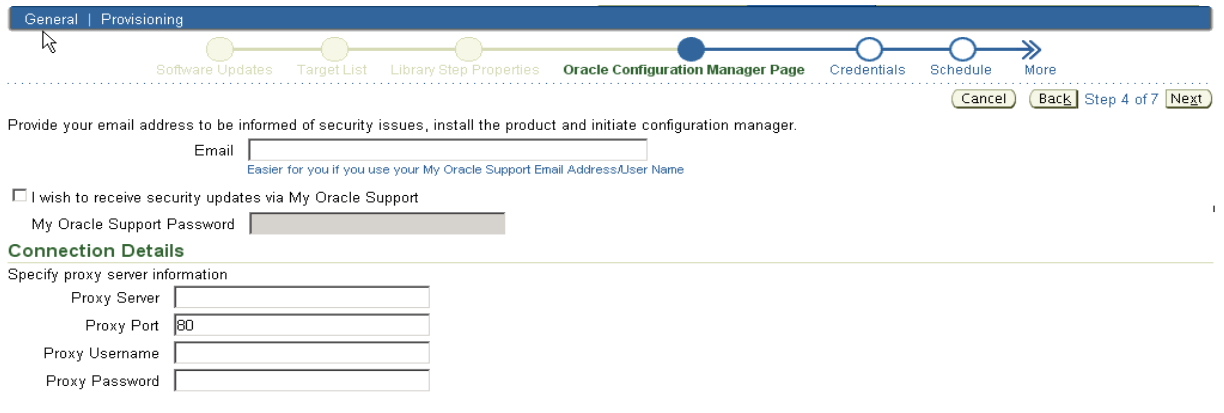 General | Provisioning
Software Updates Target List Library Step Properties Oracle Configuration Manager Page Credentials Schedule More
Cancel Back Step 4 of 7 Next
Provide your email address to be informed of security issues, install the product and initiate configuration manager.
Email
Easier for you if you use your My Oracle Support Email Address/User Name
I wish to receive security updates via My Oracle Support
My Oracle Support Password
Connection Details
Specify proxy server information
Proxy Server
Proxy Port 80
Proxy Username
Proxy Password